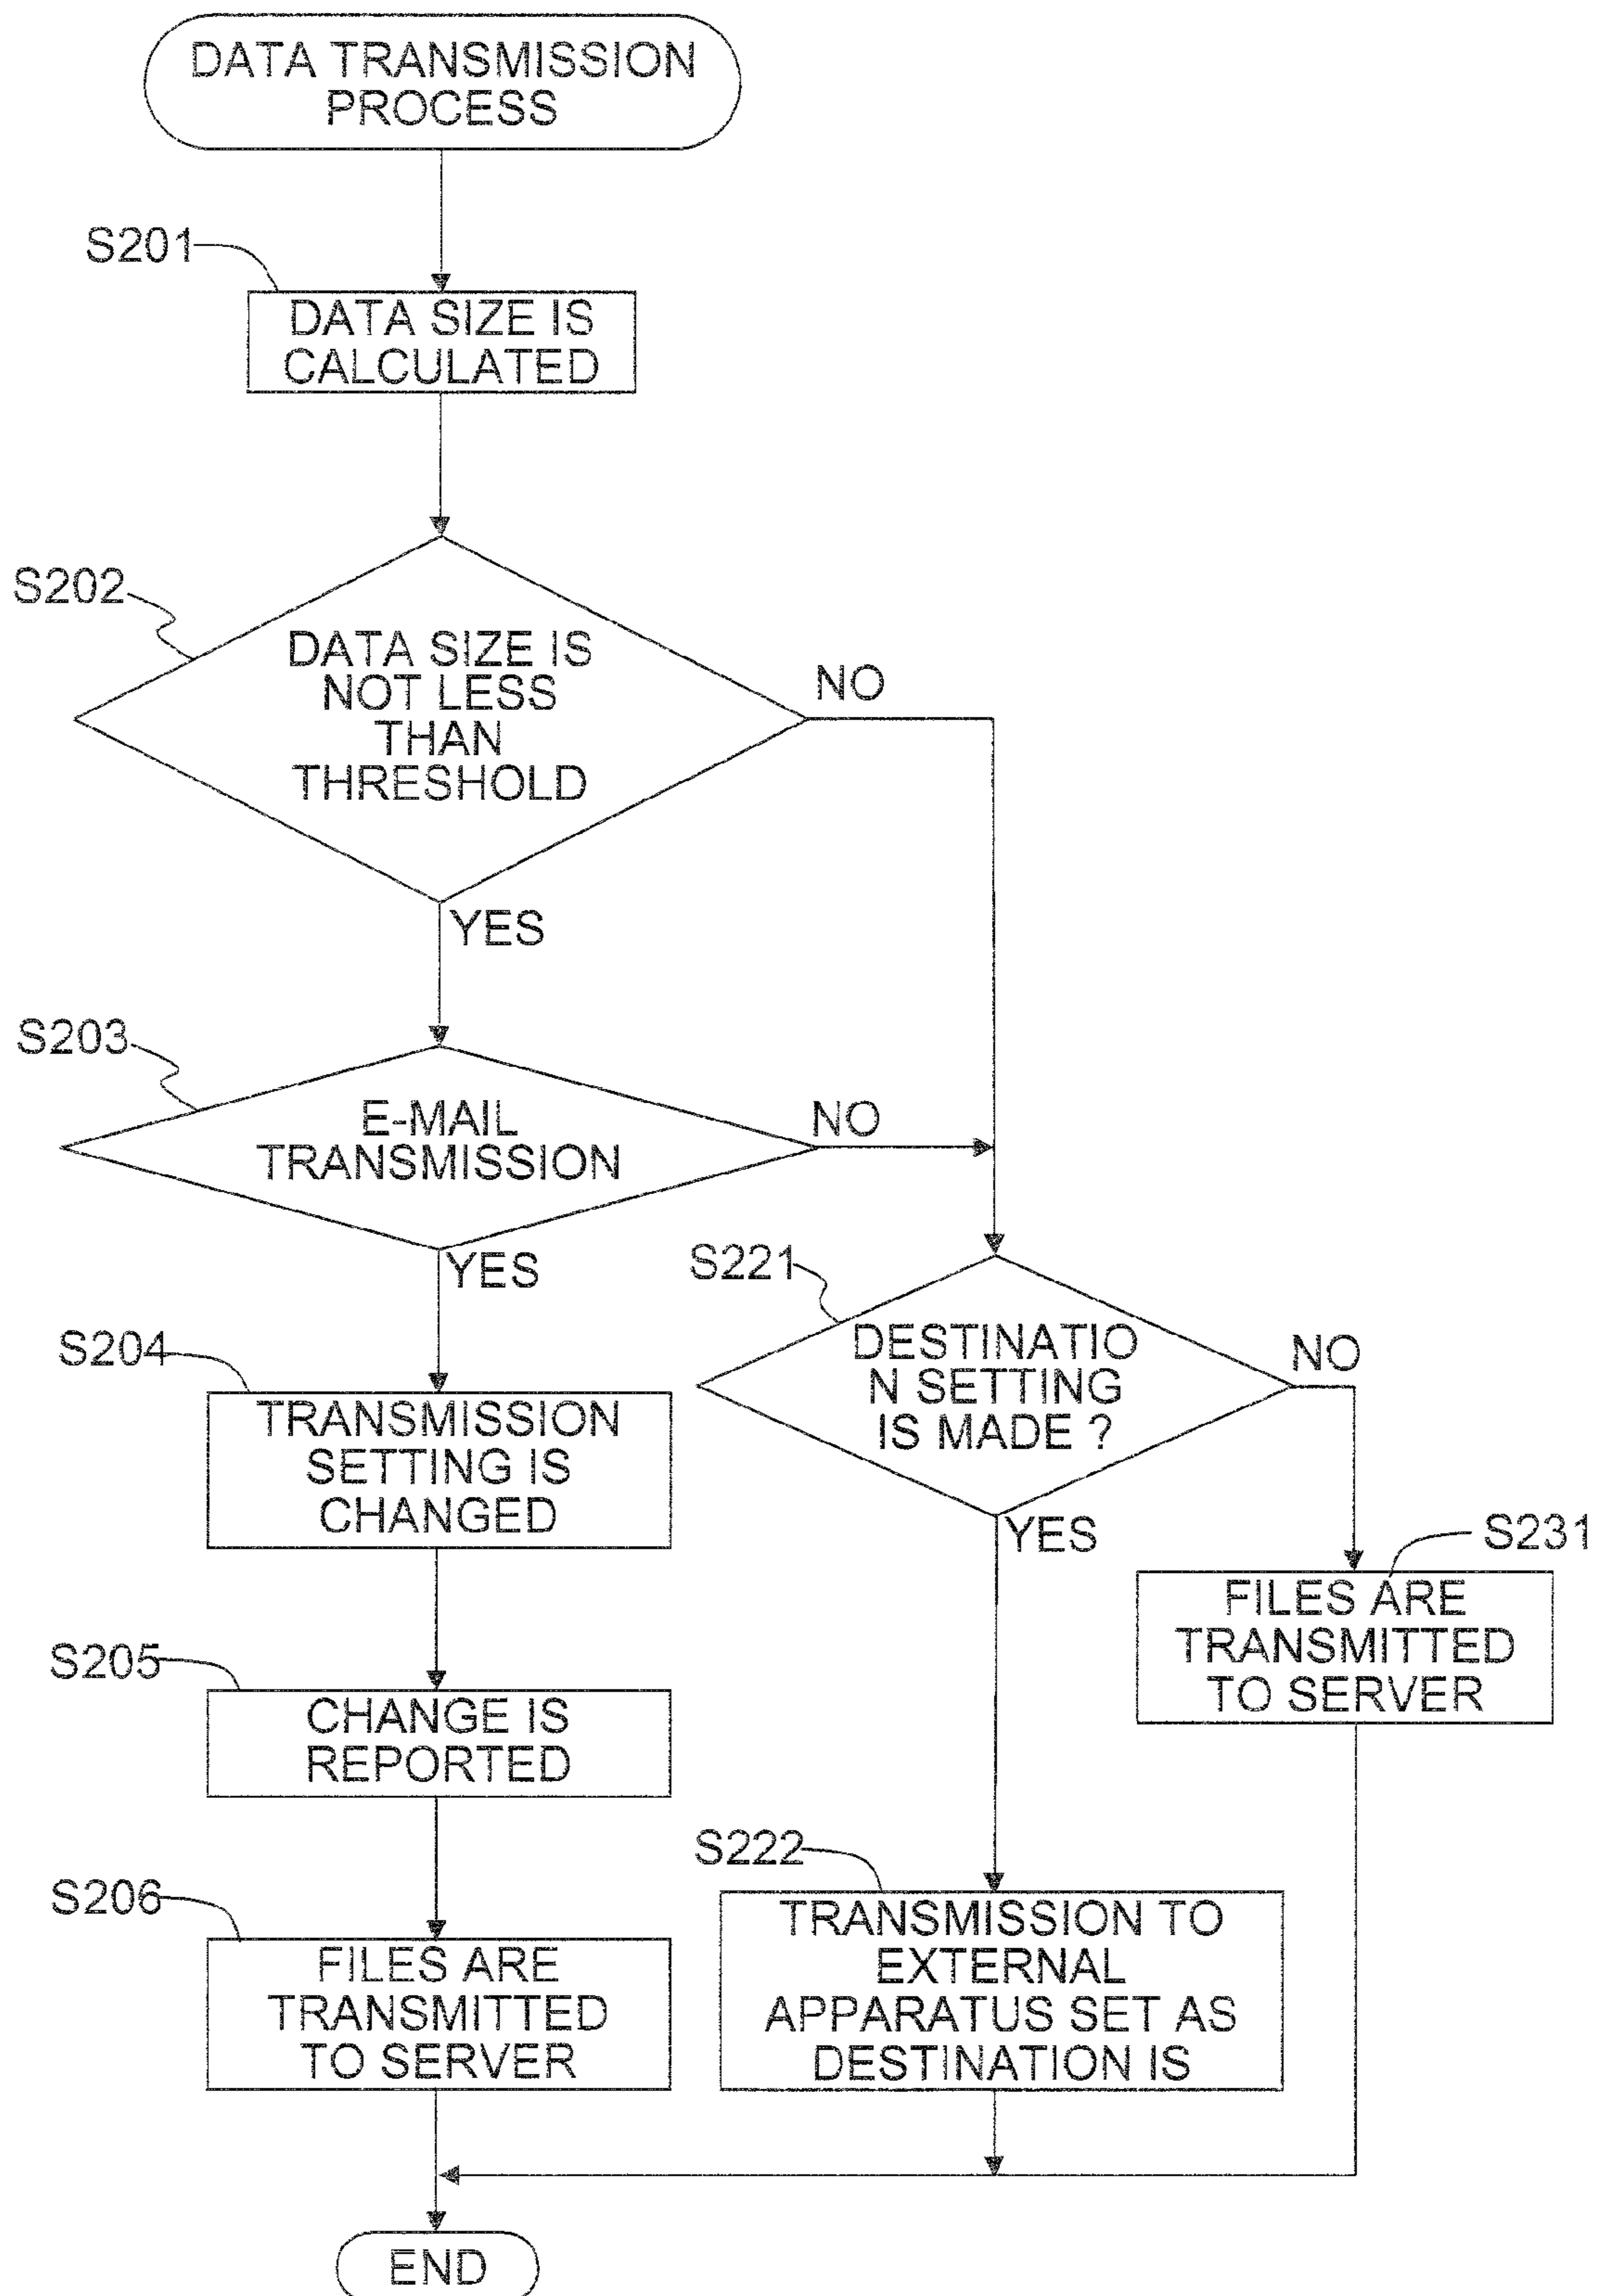 DATA TRANSMISSION
PROCESS
S201
DATA SIZE IS
CALCULATED
S202
DATA SIZE IS
NOT LESS
THAN
THRESHOLD
NO
YES
S203
E-MAIL
TRANSMISSION
NO
YES
S204
TRANSMISSION
SETTING IS
CHANGED
S205
CHANGE IS
REPORTED
S206
FILES ARE
TRANSMITTED
TO SERVER
S221
DESTINATIO
N SETTING
IS MADE ?
NO
YES
S231
FILES ARE
TRANSMITTED
TO SERVER
S222
TRANSMISSION TO
EXTERNAL
APPARATUS SET AS
DESTINATION IS
END